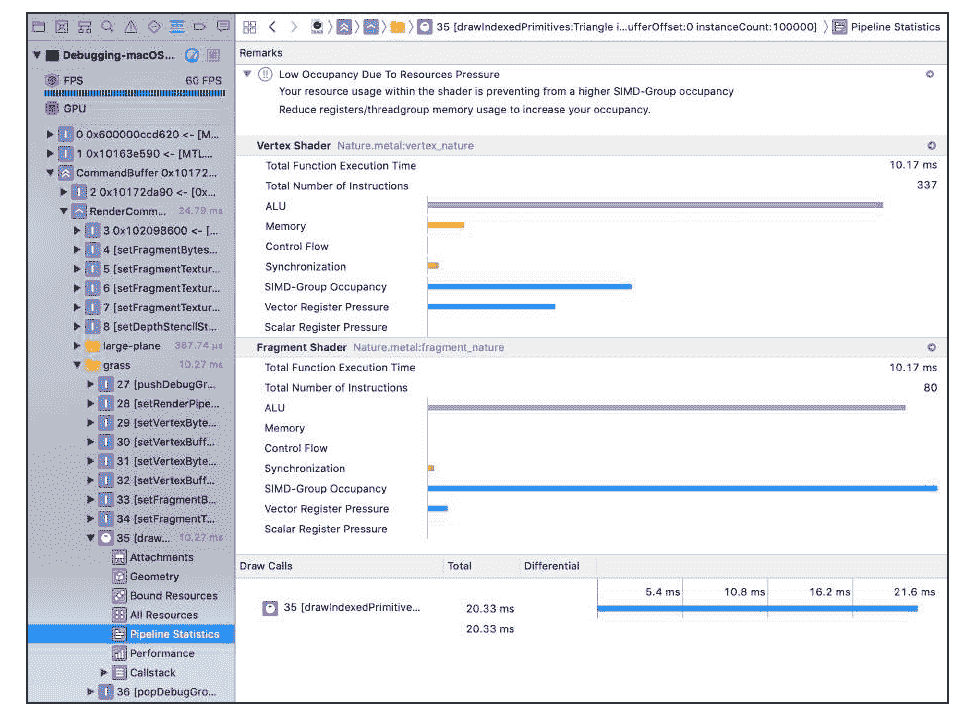 35 [drawIndexedPrimitives:Triangle i...ufferOffset:0 instanceCount:100000]
Pipeline Statistics
Debugging-macOS...
FPS
60 FPS
GPU
0 0x600000ccd620 <- [M...
1 0x10163e590 <- [MTL...
CommandBuffer 0x10172...
2 0x10172da90 <- [0x...
RenderComm... 24.79 ms
3 0x102098600 <- [...
4 [setFragmentBytes...
5 [setFragmentTextur...
6 [setFragmentTextur...
7 [setFragmentTextur...
8 [setDepthStencilSt...
large-plane 387.74 µs
grass 10.27 ms
27 [pushDebugGr...
28 [setRenderPipe...
29 [setVertexByte...
30 [setVertexBuff...
31 [setVertexByte...
32 [setVertexBuff...
33 [setFragmentB...
34 [setFragmentT...
35 [draw... 10.27 ms
Attachments
Geometry
Bound Resources
All Resources
Pipeline Statistics
Performance
Callstack
36 [popDebugGro...
Remarks
Low Occupancy Due To Resources Pressure
Your resource usage within the shader is preventing from a higher SIMD-Group occupancy
Reduce registers/threadgroup memory usage to increase your occupancy.
Vertex Shader Nature.metal:vertex_nature
Total Function Execution Time 10.17 ms
Total Number of Instructions 337
ALU
Memory
Control Flow
Synchronization
SIMD-Group Occupancy
Vector Register Pressure
Scalar Register Pressure
Fragment Shader Nature.metal:fragment_nature
Total Function Execution Time 10.17 ms
Total Number of Instructions 80
ALU
Memory
Control Flow
Synchronization
SIMD-Group Occupancy
Vector Register Pressure
Scalar Register Pressure
Draw Calls Total Differential
5.4 ms 10.8 ms 16.2 ms 21.6 ms
35 [drawIndexedPrimitive... 20.33 ms
20.33 ms